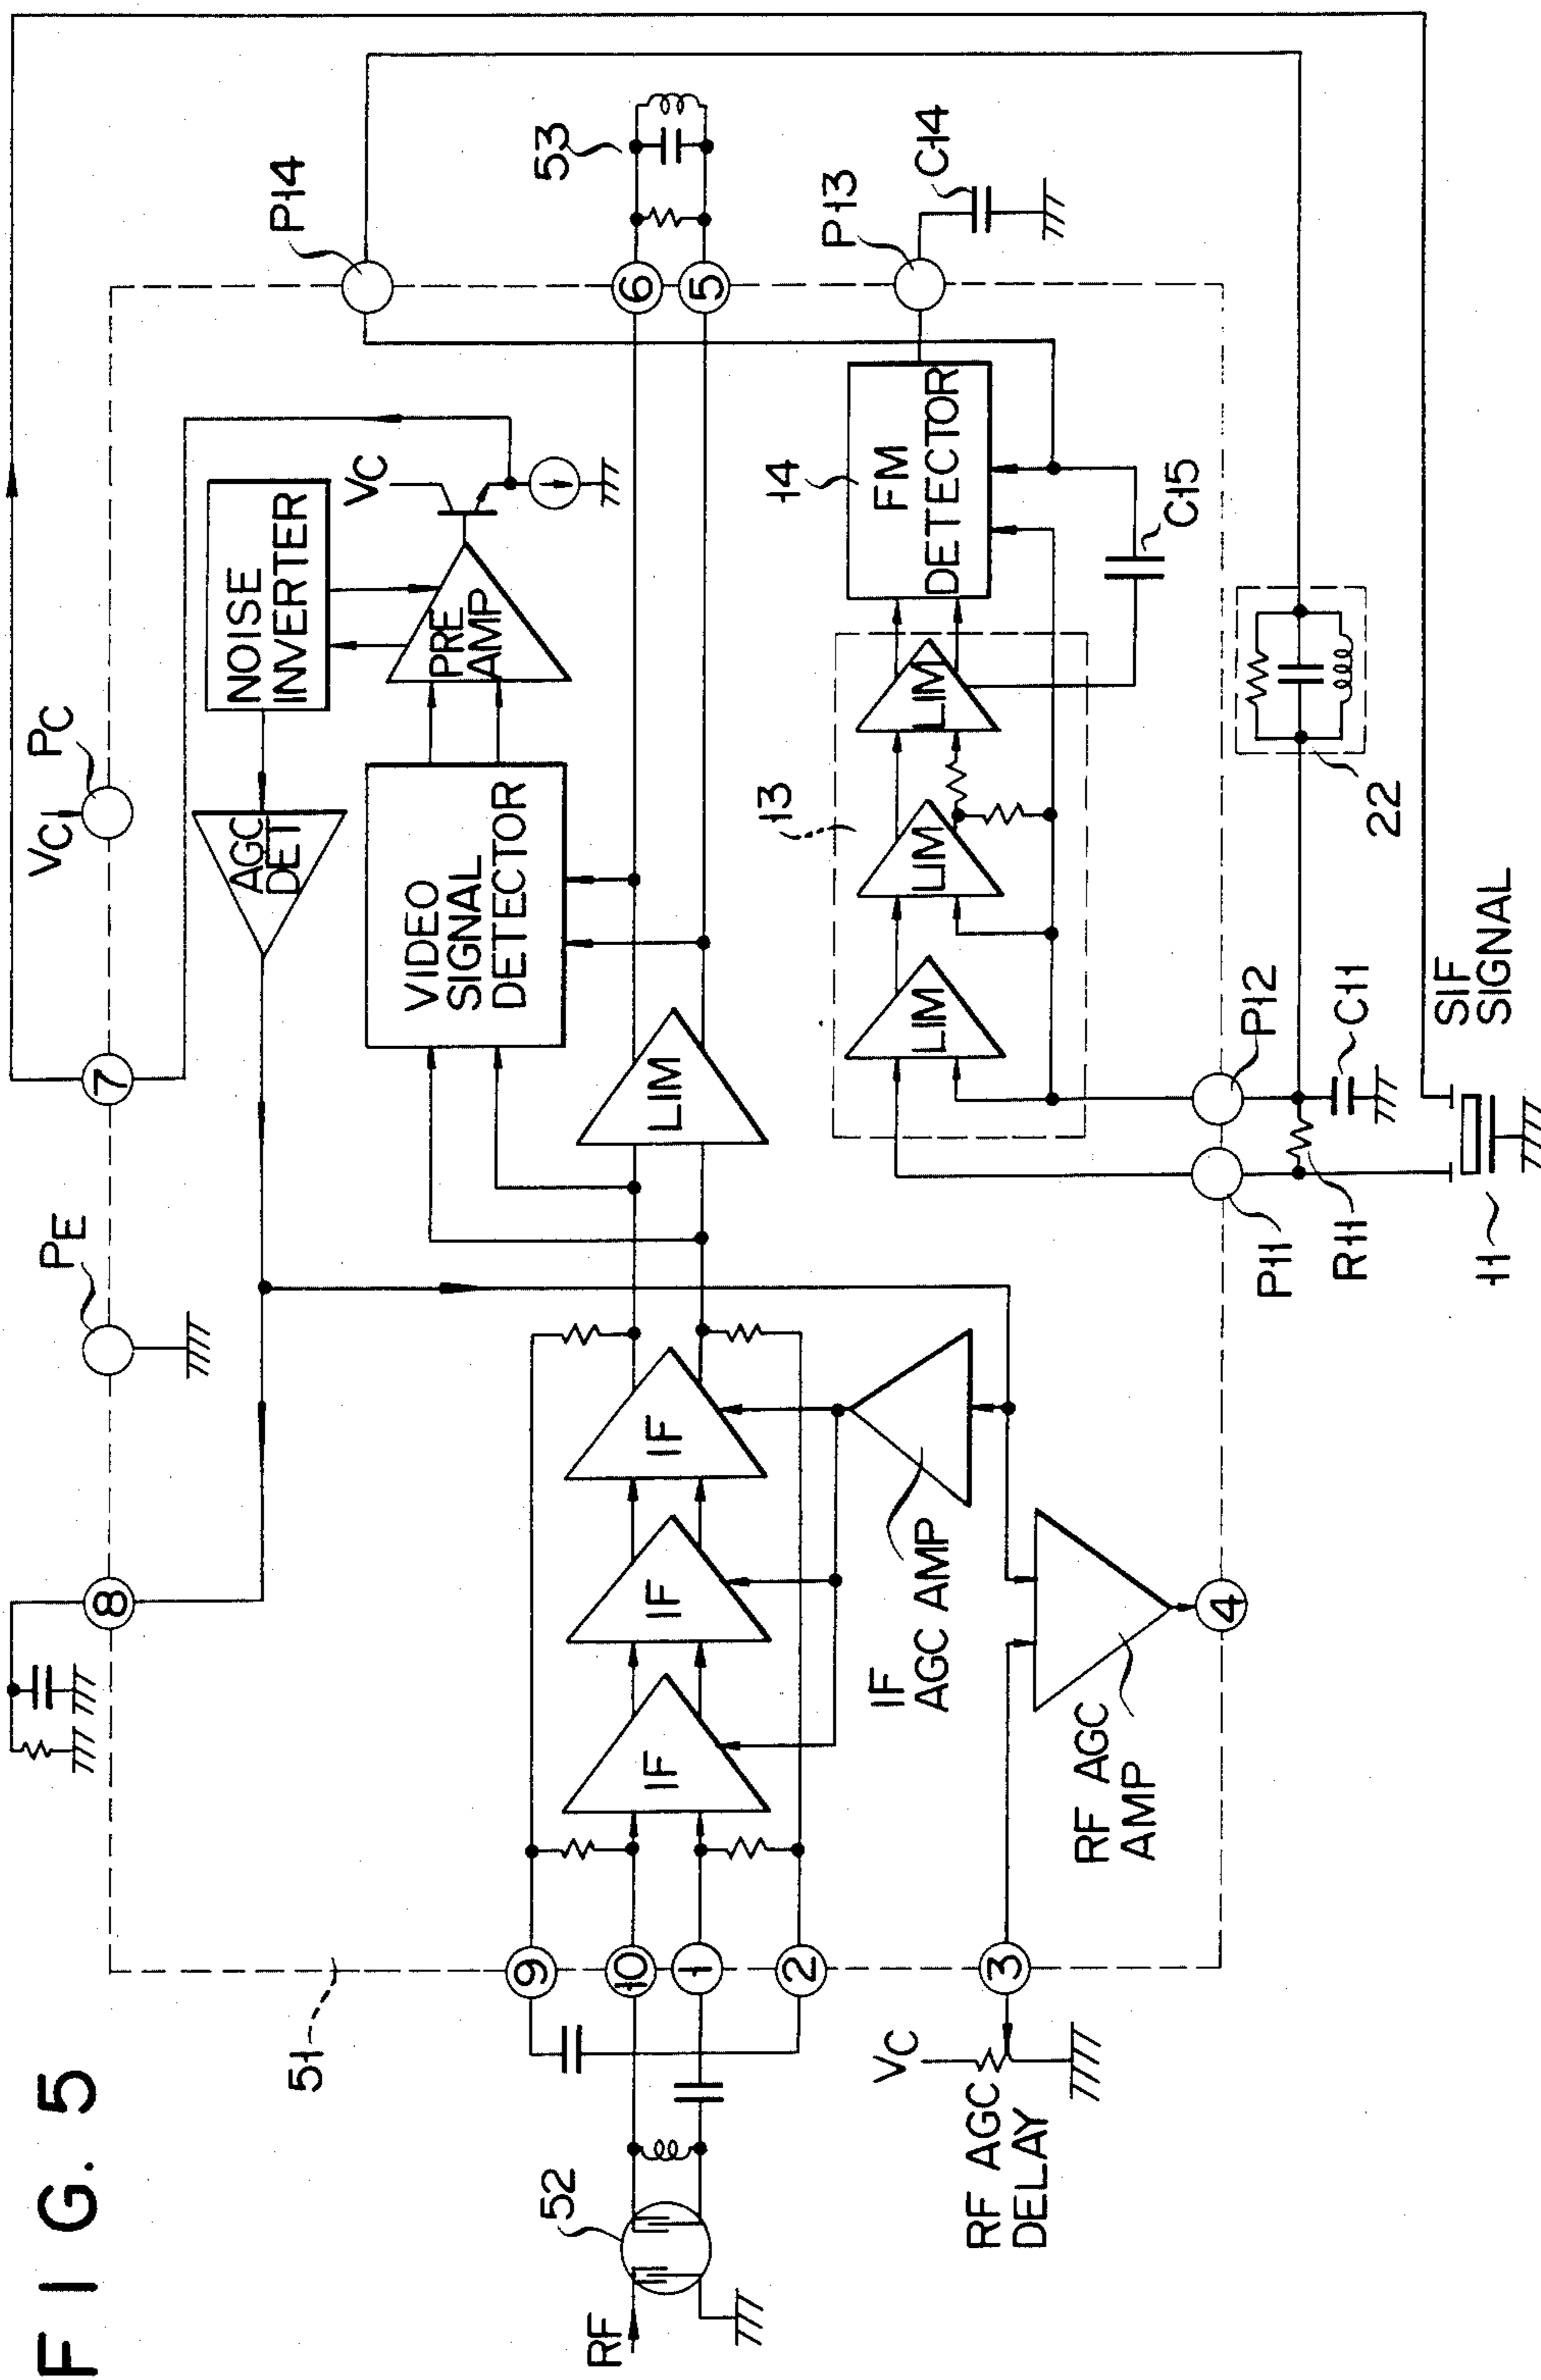 FIG. 5
51
52
RF
8
PE
7
VC
PC
P14
53
9
10
1
2
3
4
5
6
IF
IF
IF
LIM
AGC
DET
NOISE
INVERTER
VIDEO
SIGNAL
DETECTOR
PRE
AMP
VC
IF
AGC AMP
RF AGC
AMP
VC
RF AGC
DELAY
13
LIM
LIM
LIM
14
FM
DETECTOR
P13
C14
C15
P11
P12
R11
C11
22
11
SIF
SIGNAL